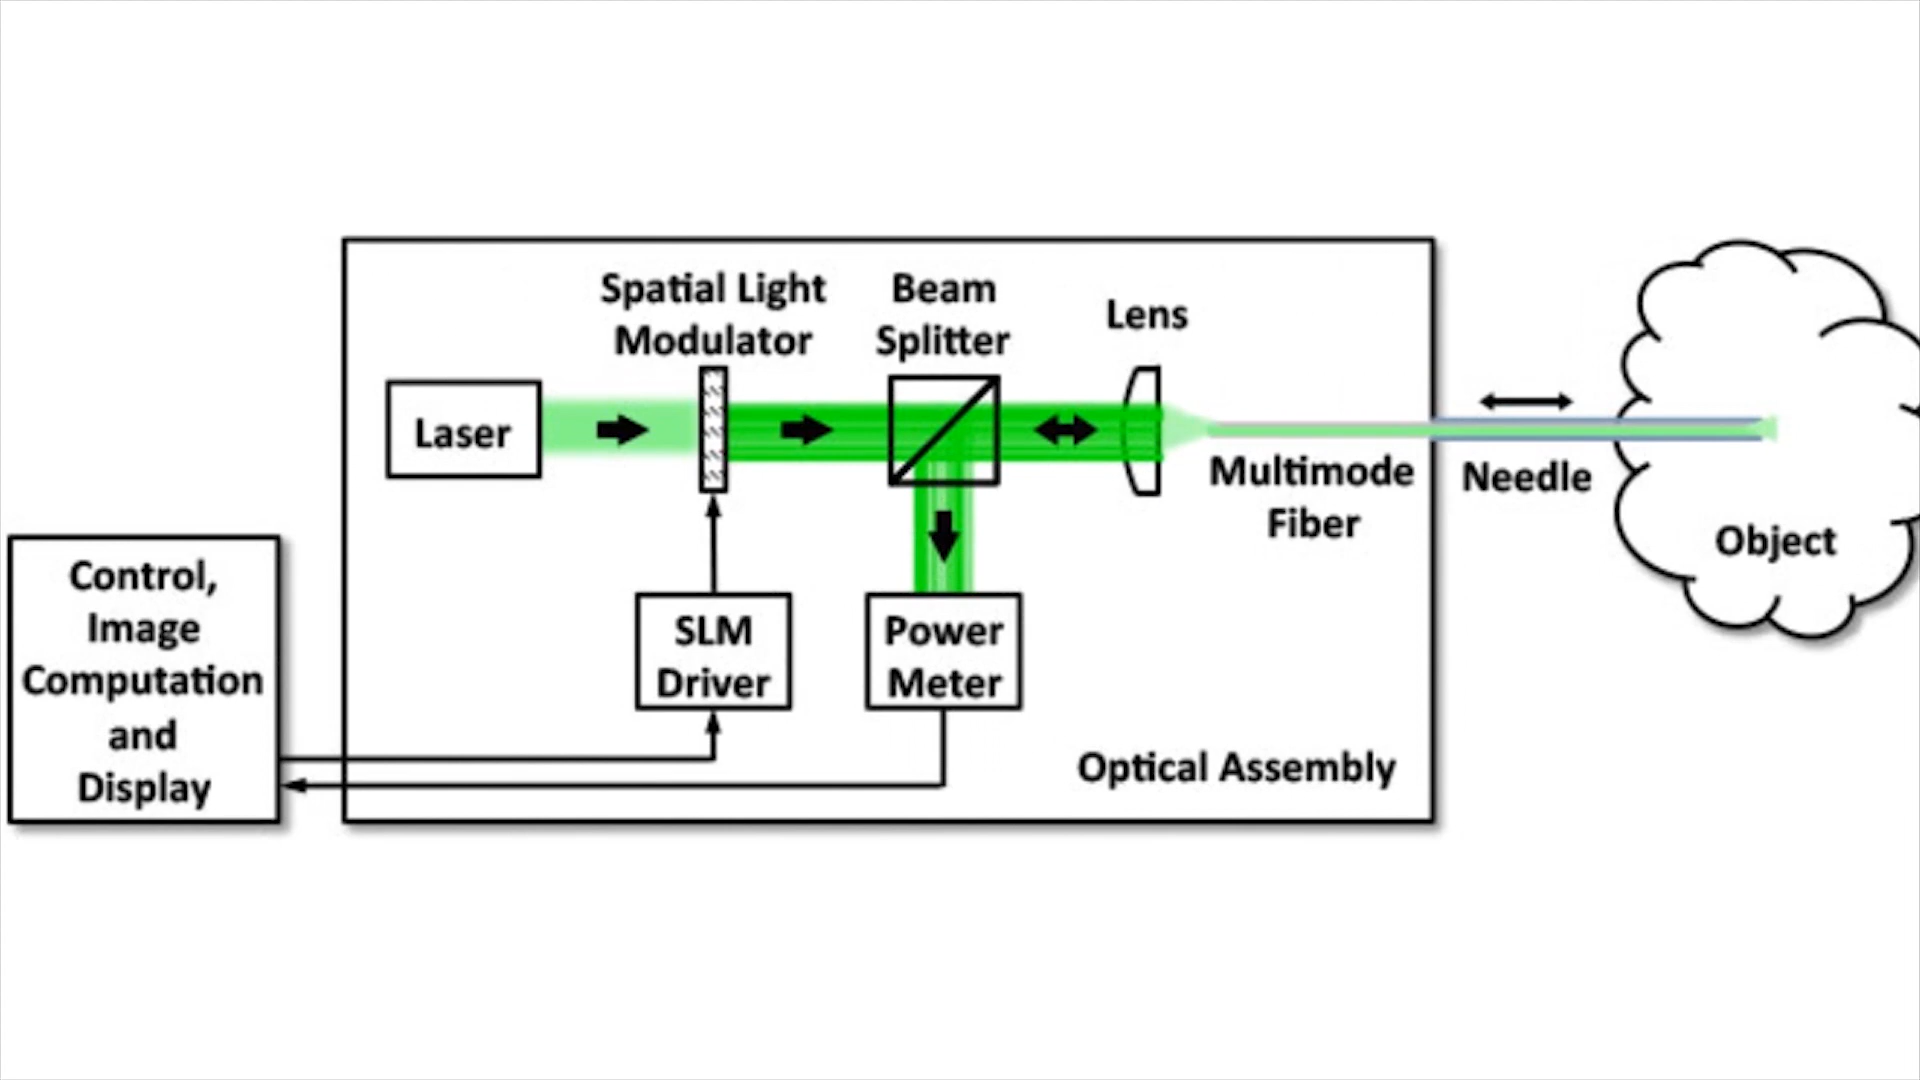 Spatial Light
Modulator
Beam
Splitter
Lens
Laser
Multimode
Fiber
Needle
Object
Control,
Image
Computation
and
Display
SLM
Driver
Power
Meter
Optical Assembly